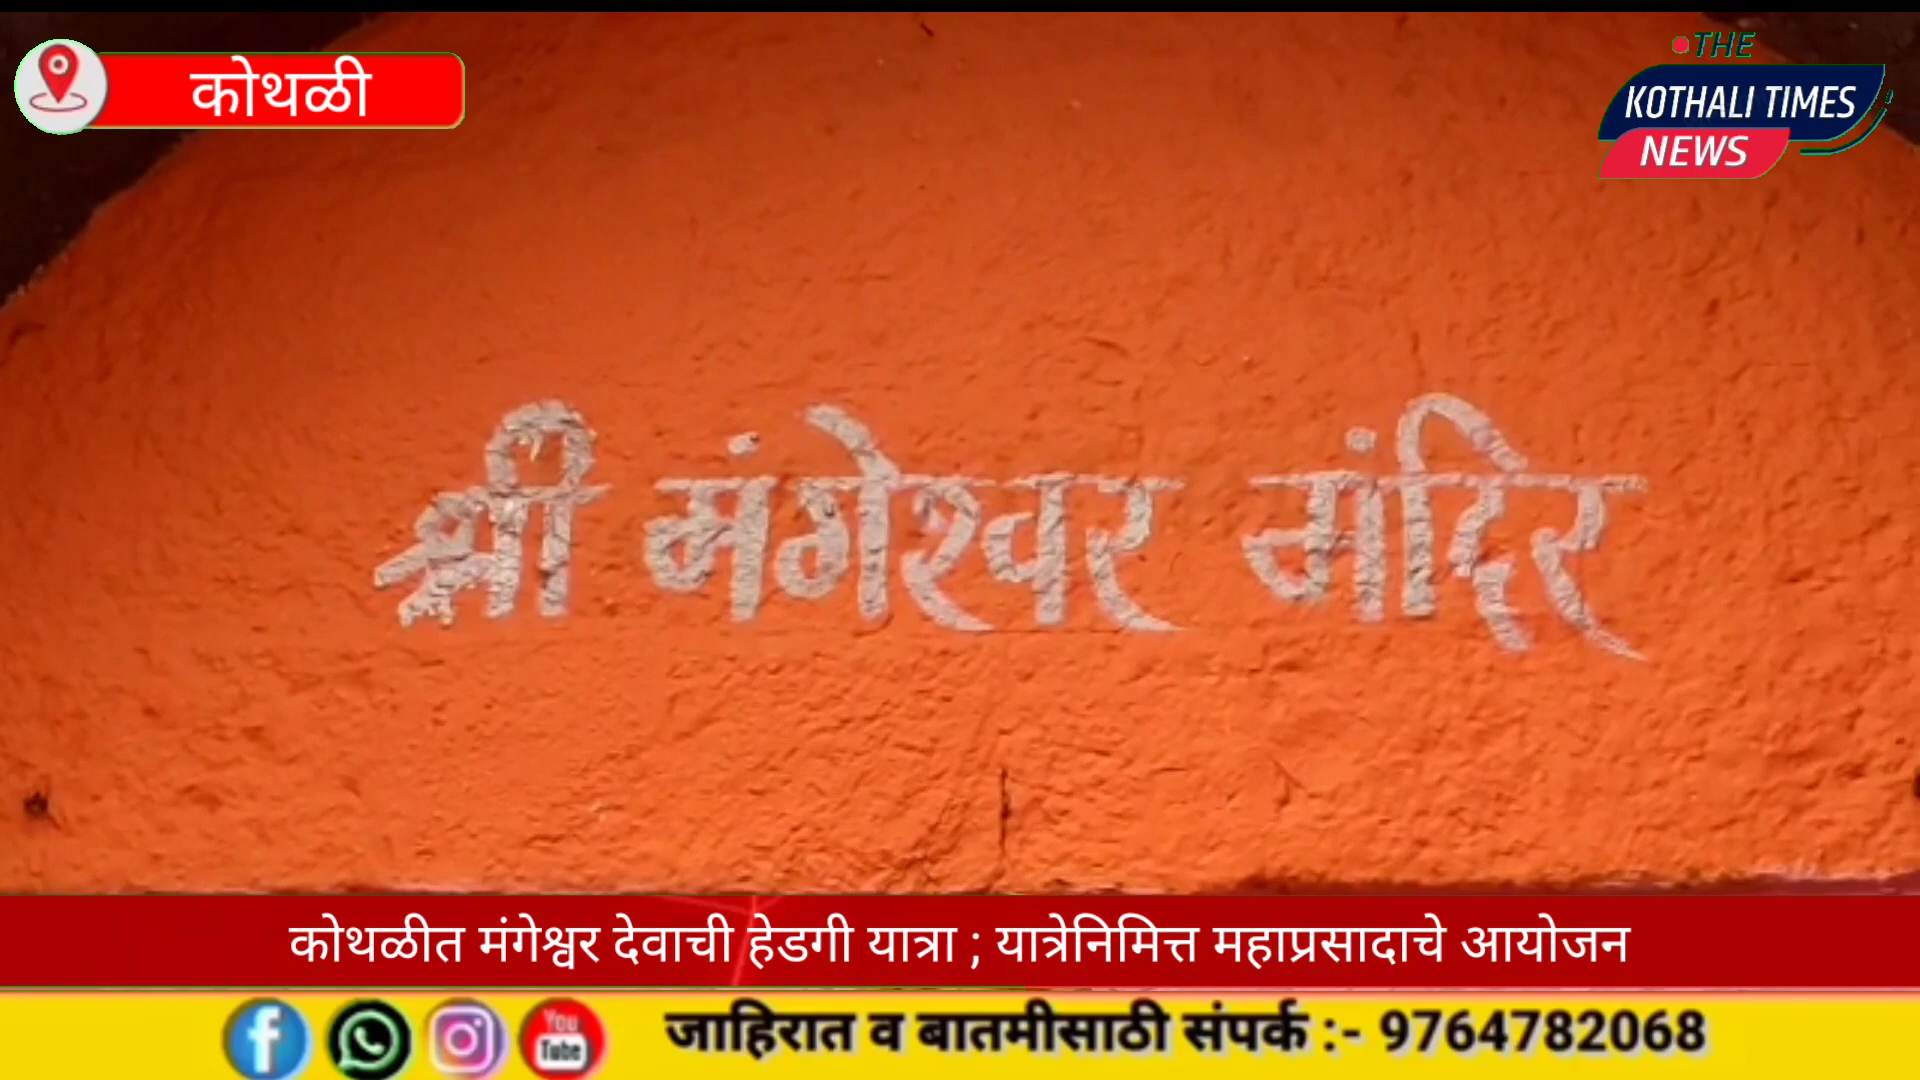 कोथळी
THE
KOTHALI TIMES
NEWS
श्री मंगेश्वर मंदिर
कोथळीत मंगेश्वर देवाची हेडगी यात्रा ; यात्रेनिमित्त महाप्रसादाचे आयोजन
You
Tube
जाहिरात व बातमीसाठी संपर्क :- 9764782068